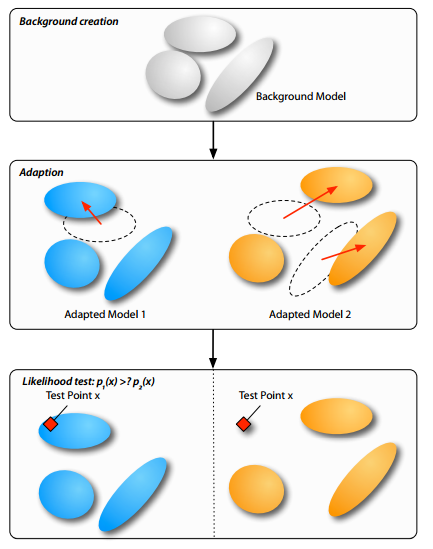 Background creation
Background Model
Adaption
Adapted Model 1
Adapted Model 2
Likelihood test: p₁(x) >? p₂(x)
Test Point x
Test Point x